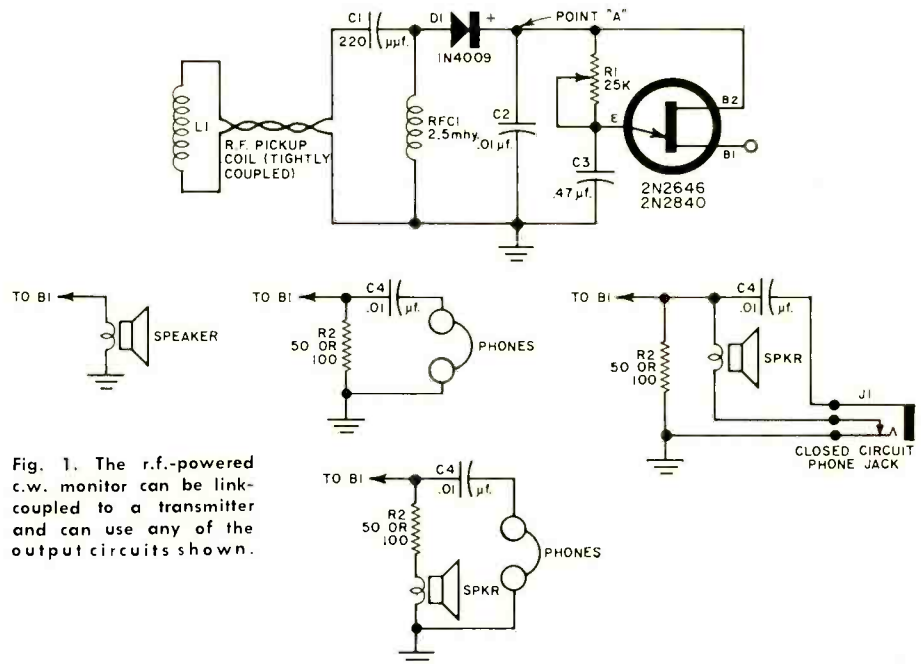 C1
220 µµf.
D1
+
1N4009
POINT "A"
L1
R.F. PICKUP
COIL (TIGHTLY
COUPLED)
RFC1
2.5mhy.
C2
.01 µf.
R1
25K
E
B2
B1
C3
.47 µf.
2N2646
2N2840
TO B1
SPEAKER
TO B1
C4
.01 µf.
R2
50 OR
100
PHONES
TO B1
C4
.01 µf.
R2
50 OR
100
SPKR
J1
CLOSED CIRCUIT
PHONE JACK
Fig. 1. The r.f.-powered
c.w. monitor can be link-
coupled to a transmitter
and can use any of the
output circuits shown.
TO B1
C4
.01 µf.
R2
50 OR
100
SPKR
PHONES